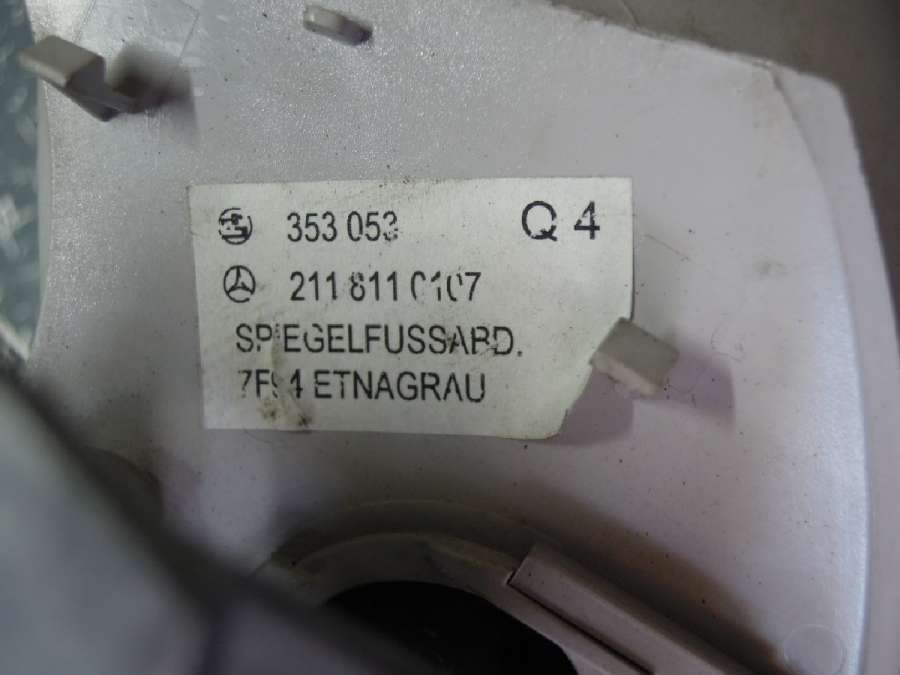 353 053 Q 4
211 811 0107
SPIEGELFUSSABD.
ETNAGRAU